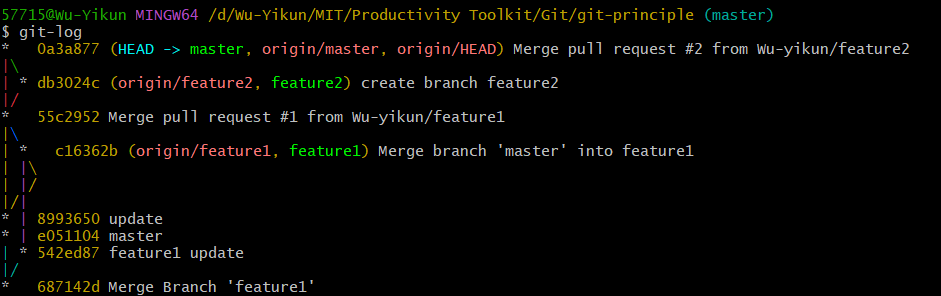 57715@Wu-Yikun MINGW64 /d/Wu-Yikun/MIT/Productivity Toolkit/Git/git-principle (master)
$ git-log
*   0a3a877 (HEAD -> master, origin/master, origin/HEAD) Merge pull request #2 from Wu-yikun/feature2
|\
| * db3024c (origin/feature2, feature2) create branch feature2
|/
*   55c2952 Merge pull request #1 from Wu-yikun/feature1
|\
| *   c16362b (origin/feature1, feature1) Merge branch 'master' into feature1
| |\
| |/
|/|
* | 8993650 update
* | e051104 master
| * 542ed87 feature1 update
|/
*   687142d Merge Branch 'feature1'